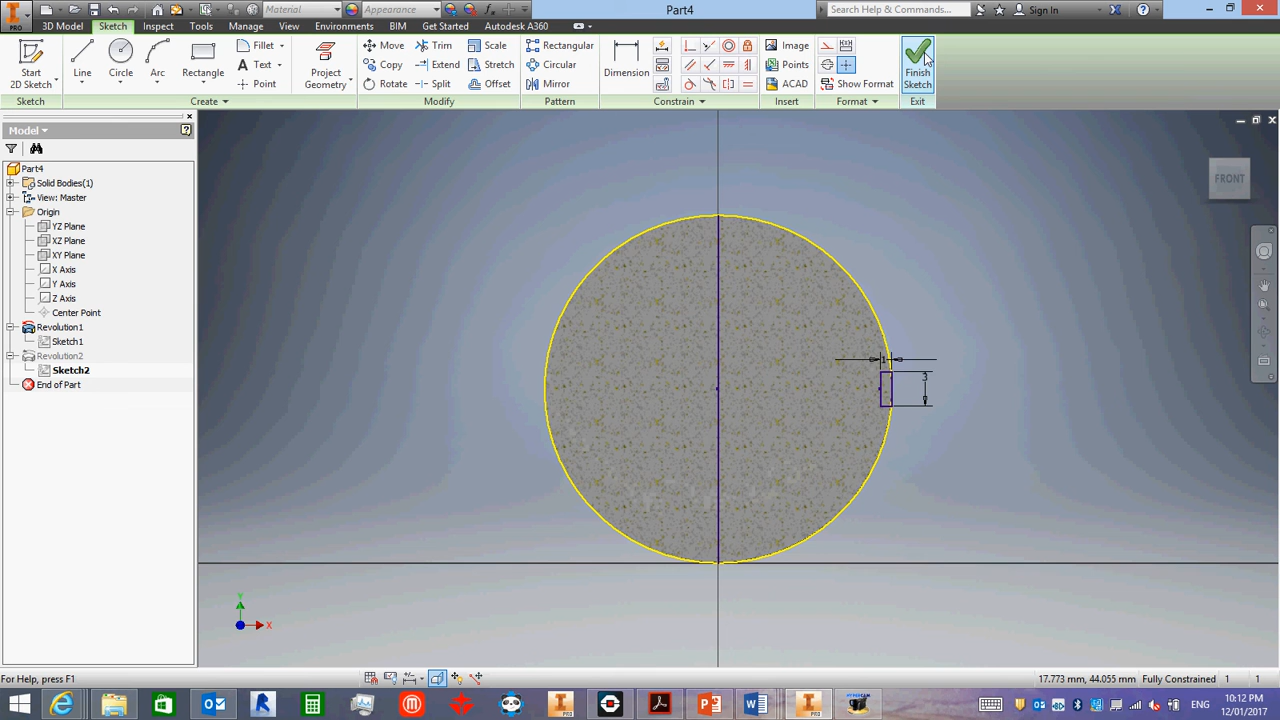 Material
Appearance
Part4
Search Help & Commands...
Sign In
PRO
3D Model
Sketch
Inspect
Tools
Manage
View
Environments
BIM
Get Started
Autodesk A360
Start
2D Sketch
Line
Circle
Arc
Rectangle
Fillet
Text
Point
Project
Geometry
Move
Copy
Rotate
Trim
Extend
Split
Scale
Stretch
Offset
Rectangular
Circular
Mirror
Dimension
Image
Points
ACAD
Show Format
Finish
Sketch
Sketch
Create
Modify
Pattern
Constrain
Insert
Format
Exit
Model
Part4
Solid Bodies(1)
View: Master
Origin
YZ Plane
XZ Plane
XY Plane
X Axis
Y Axis
Z Axis
Center Point
Revolution1
Sketch1
Revolution2
Sketch2
End of Part
FRONT
1
3
Y
X
For Help, press F1
17.773 mm, 44.055 mm
Fully Constrained
1
1
PRO
PRO
ENG
10:12 PM
12/01/2017